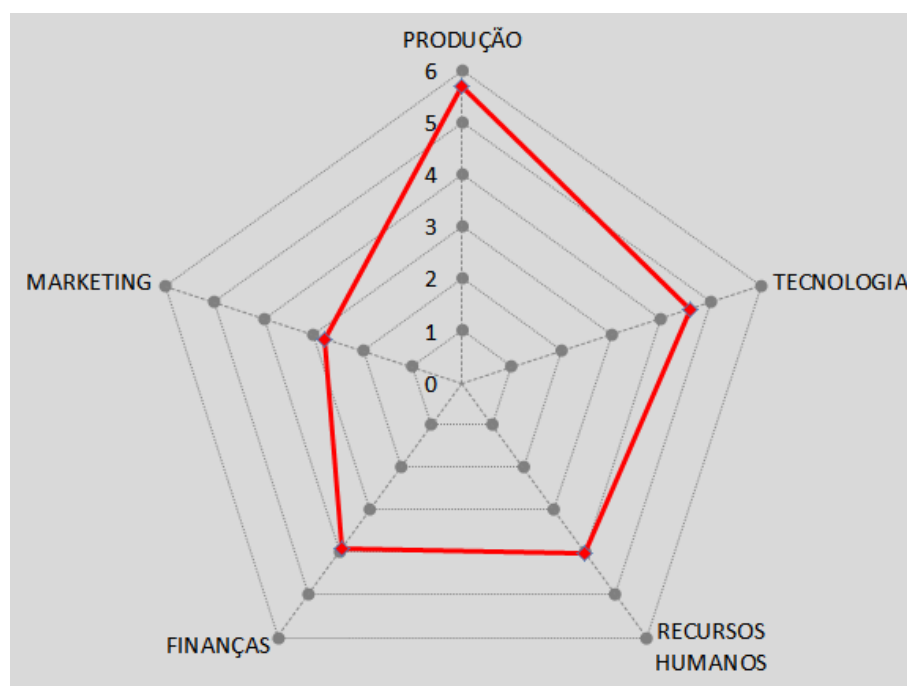 PRODUÇÃO
6
5
4
3
2
1
0
MARKETING
TECNOLOGIA
FINANÇAS
RECURSOS
HUMANOS